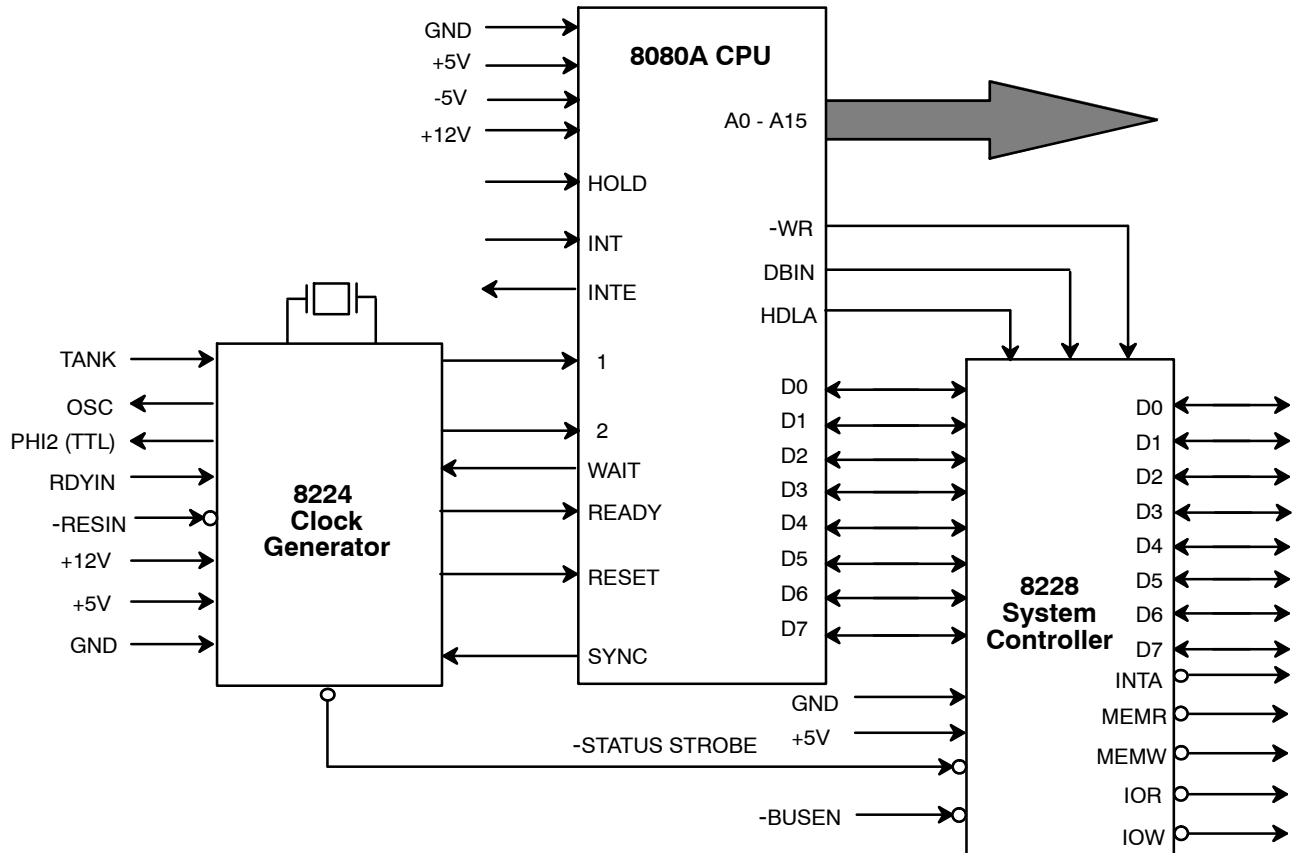 GND
+5V
-5V
+12V
8080A CPU
A0 - A15
HOLD
INT
INTE
-WR
DBIN
HDLA
1
2
WAIT
READY
RESET
SYNC
D0
D1
D2
D3
D4
D5
D6
D7
TANK
OSC
PHI2 (TTL)
RDYIN
-RESIN
+12V
+5V
GND
8224
Clock
Generator
-STATUS STROBE
GND
+5V
-BUSEN
8228
System
Controller
D0
D1
D2
D3
D4
D5
D6
D7
INTA
MEMR
MEMW
IOR
IOW